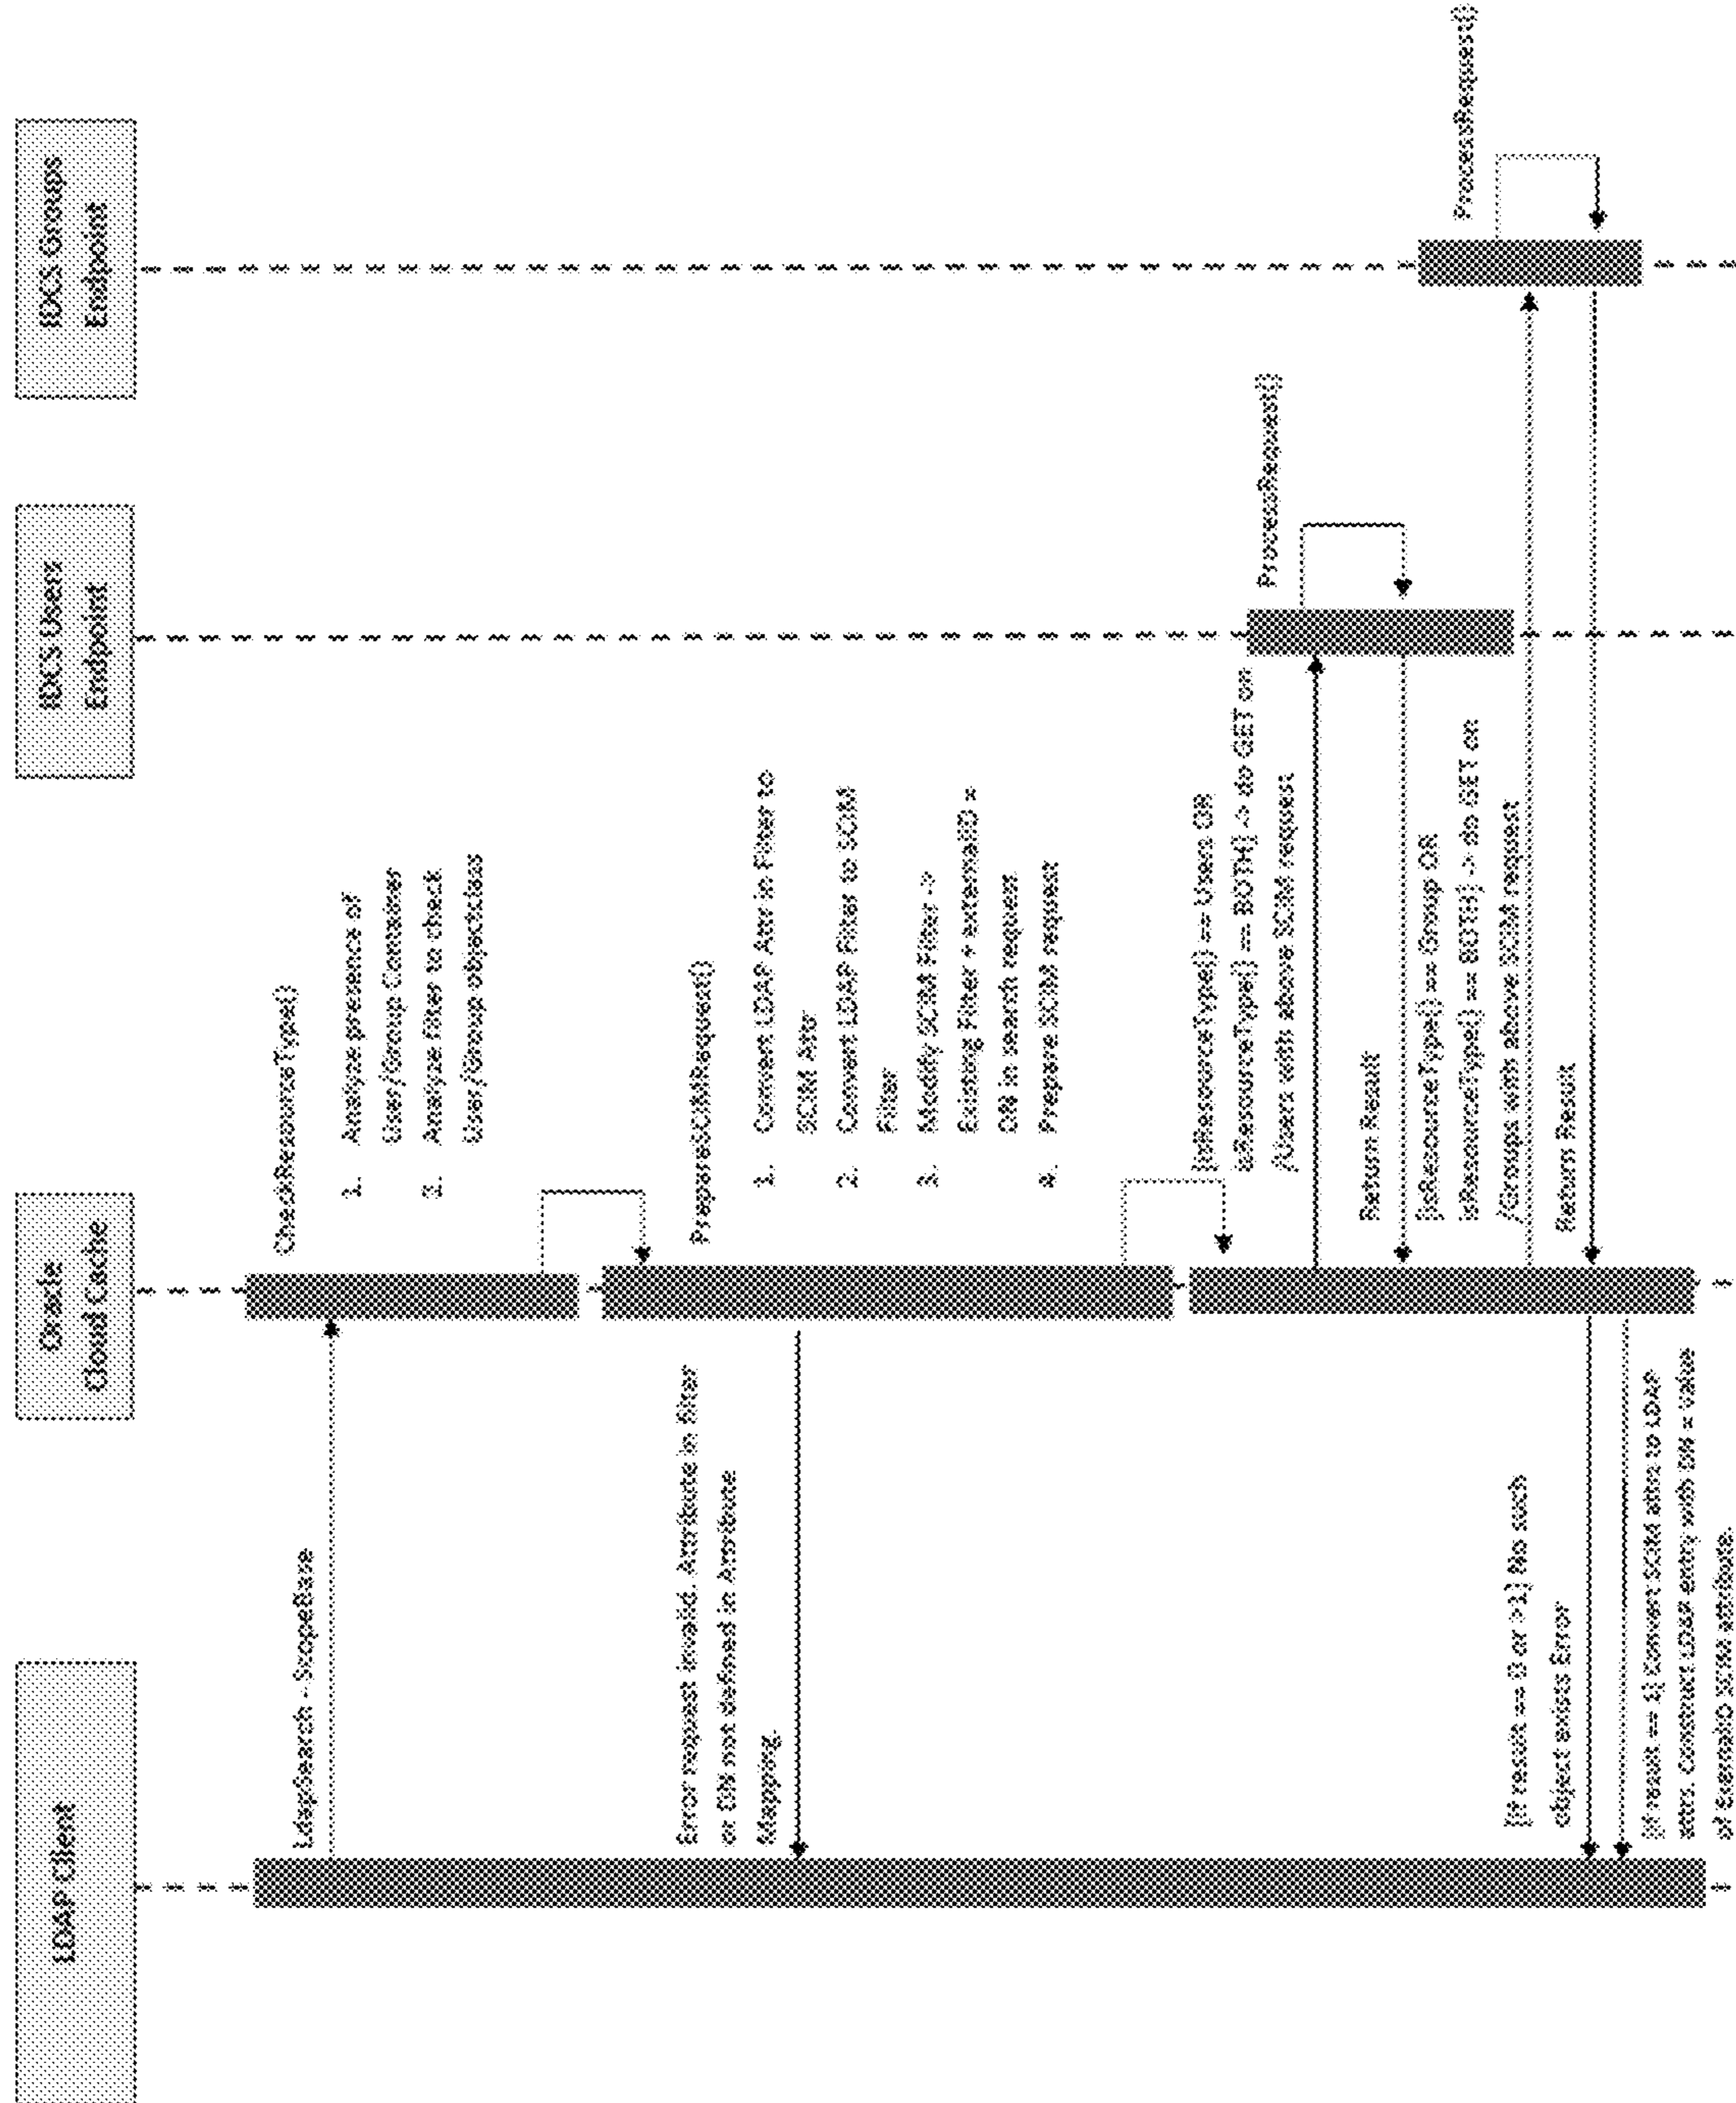 LDAP Client
Oracle
Cloud Cache
IDCS Users
Endpoint
IDCS Groups
Endpoint
LdapSearch - ScopeBase
CheckResourceType()
1. Analyze presence of
User/Group Container
2. Analyze Filter to check
User/Group objectclass
Error request invalid. Attribute in filter
or DN not defined in Attribute
Mapping.
PrepareSCIMRequest()
1. Convert LDAP Attr in Filter to
SCIM Attr
2. Convert LDAP Filter to SCIM
Filter
3. Modify SCIM Filter ->
Existing Filter + externalID =
DN in search request
4. Prepare SCIM request
[isResourceType() == Users OR
isResourceType() == BOTH] -> do GET on
/Users with above SCIM request
ProcessRequest()
Return Result
[isResourceType() == Group OR
isResourceType() == BOTH] -> do GET on
/Groups with above SCIM request
ProcessRequest()
Return Result
[If result == 0 or >1] No such
object exists Error
[If result == 1] Convert SCIM attrs to LDAP
attrs. Construct LDAP entry with DN = value
of externalID SCIM attribute.